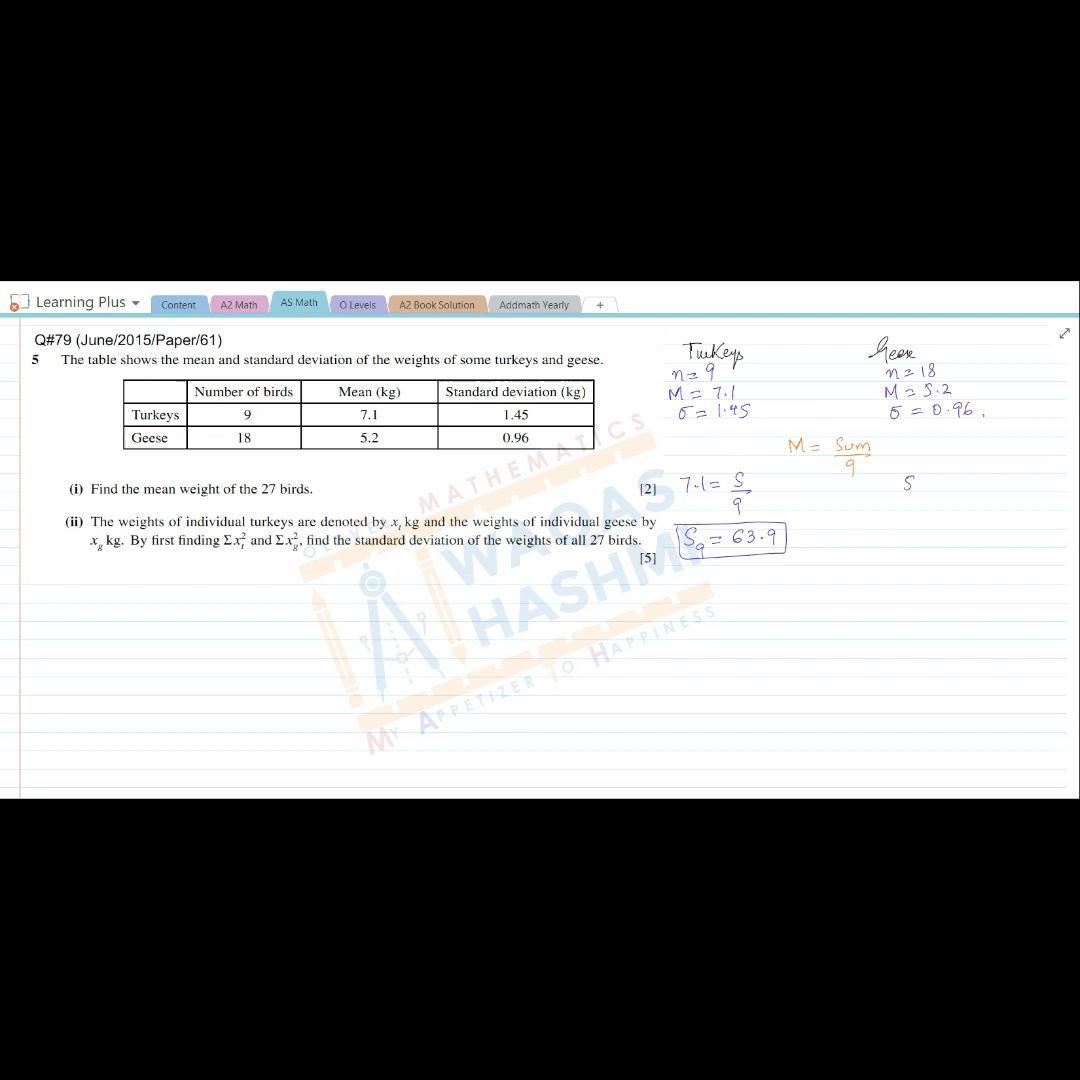 Learning Plus
Content
A2 Math
AS Math
O Levels
A2 Book Solution
Addmath Yearly
+
Q#79 (June/2015/Paper/61)
5 The table shows the mean and standard deviation of the weights of some turkeys and geese.
Number of birds Mean (kg) Standard deviation (kg)
Turkeys 9 7.1 1.45
Geese 18 5.2 0.96
(i) Find the mean weight of the 27 birds. [2]
(ii) The weights of individual turkeys are denoted by xₜ kg and the weights of individual geese by
x_g kg. By first finding Σxₜ² and Σx_g², find the standard deviation of the weights of all 27 birds.
[5]
Turkeys
n = 9
M = 7.1
σ = 1.45
Geese
n = 18
M = 5.2
σ = 0.96.
M = Sum/9
7.1 = S/9
S
S₉ = 63.9
MATHEMATICS
WAQAS
HASHMI
MY APPETIZER TO HAPPINESS